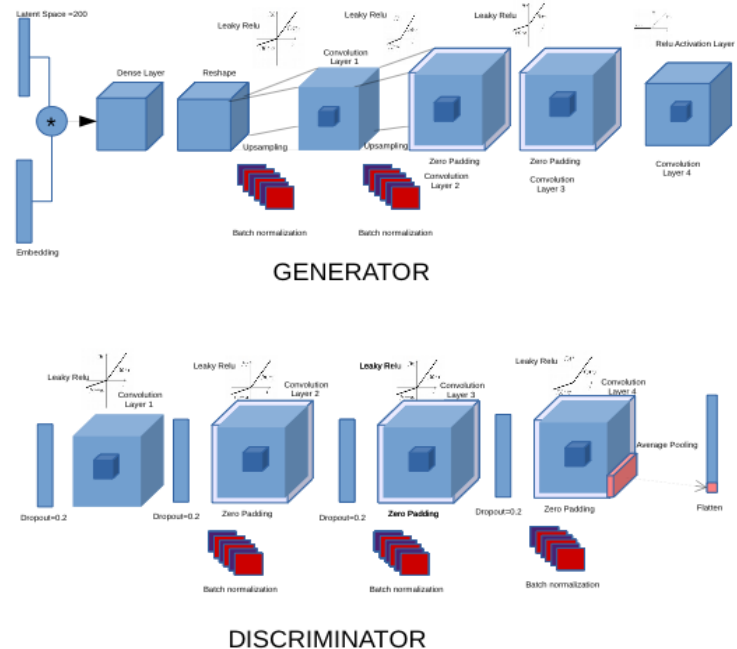 Latent Space =200
Leaky Relu
Leaky Relu
Leaky Relu
Relu Activation Layer
Convolution
Layer 1
Dense Layer
Reshape
*
Upsampling
Upsampling
Zero Padding
Zero Padding
Convolution
Layer 2
Convolution
Layer 3
Convolution
Layer 4
Embedding
Batch normalization
Batch normalization
GENERATOR
Leaky Relu
Leaky Relu
Leaky Relu
Leaky Relu
Convolution
Layer 1
Convolution
Layer 2
Convolution
Layer 3
Convolution
Layer 4
Average Pooling
Dropout=0.2
Dropout=0.2
Zero Padding
Dropout=0.2
Zero Padding
Dropout=0.2
Zero Padding
Flatten
Batch normalization
Batch normalization
Batch normalization
DISCRIMINATOR